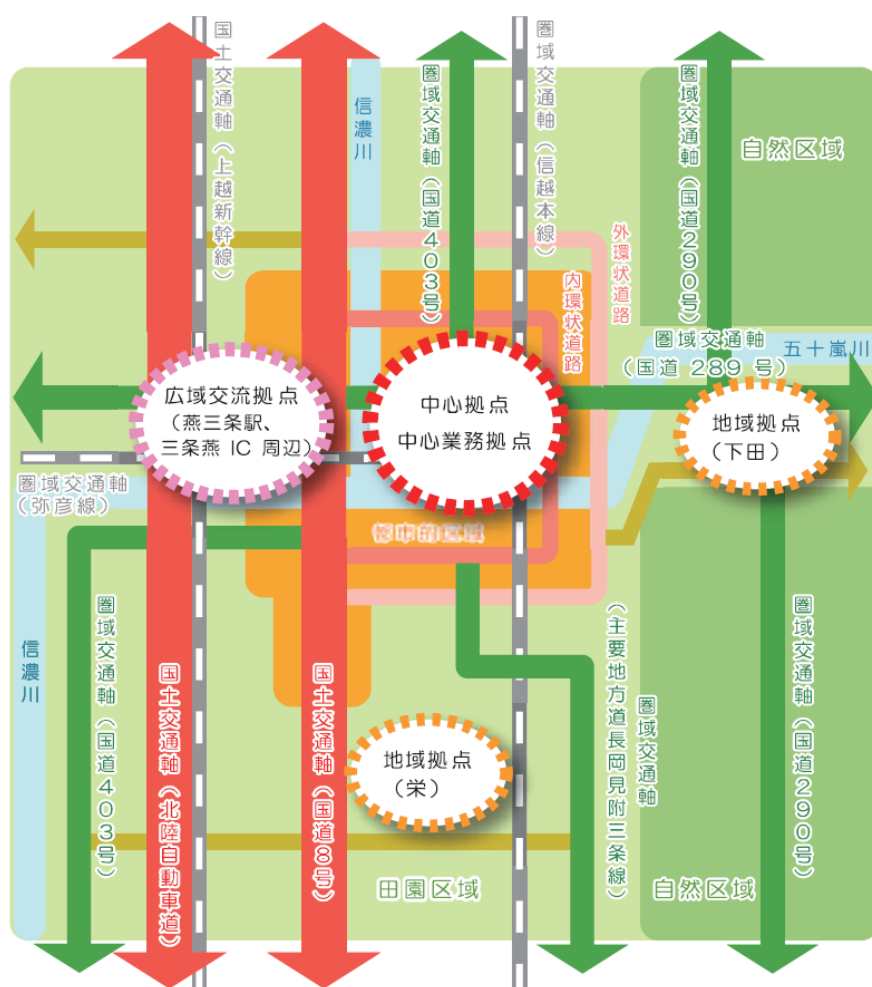 国土交通軸（上越新幹線）
信濃川
圏域交通軸（国道403号）
圏域交通軸（信越本線）
圏域交通軸（国道290号）
自然区域
外環状道路
内環状道路
圏域交通軸
（国道 289 号）
五十嵐川
広域交流拠点
（燕三条駅、
三条燕 IC 周辺）
中心拠点
中心業務拠点
地域拠点
（下田）
圏域交通軸
（弥彦線）
都市的区域
信濃川
圏域交通軸（国道403号）
国土交通軸（北陸自動車道）
国土交通軸（国道8号）
地域拠点
（栄）
圏域交通軸
（主要地方道長岡見附三条線）
圏域交通軸（国道290号）
田園区域
自然区域